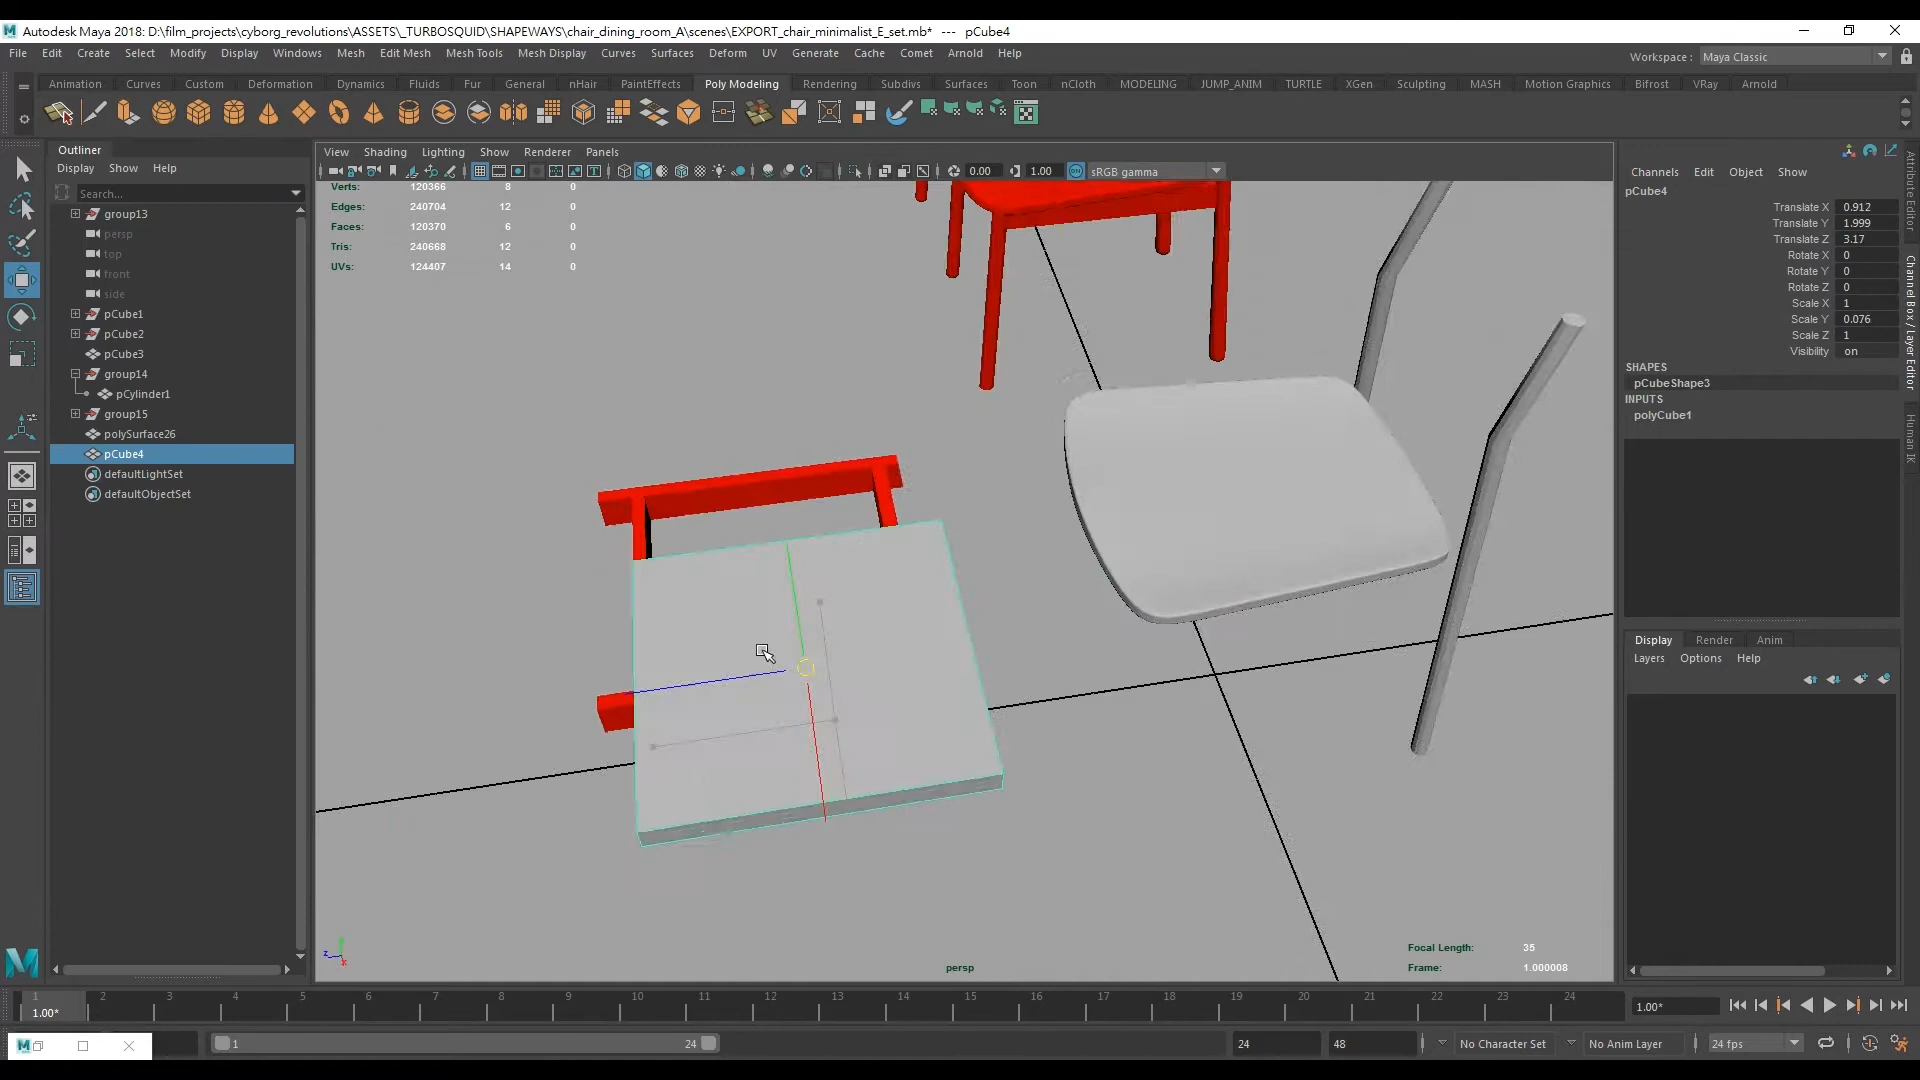 Autodesk Maya 2018: D:\film_projects\cyborg_revolutions\ASSETS\_TURBOSQUID\SHAPEWAYS\chair_dining_room_A\scenes\EXPORT_chair_minimalist_E_set.mb* --- pCube4
File Edit Create Select Modify Display Windows Mesh Edit Mesh Mesh Tools Mesh Display Curves Surfaces Deform UV Generate Cache Comet Arnold Help
Workspace : Maya Classic
Animation Curves Custom Deformation Dynamics Fluids Fur General nHair PaintEffects Poly Modeling Rendering Subdivs Surfaces Toon nCloth MODELING JUMP_ANIM TURTLE XGen Sculpting MASH Motion Graphics Bifrost VRay Arnold
Outliner
Display Show Help
Search...
group13
persp
top
front
side
pCube1
pCube2
pCube3
group14
pCylinder1
group15
polySurface26
pCube4
defaultLightSet
defaultObjectSet
View Shading Lighting Show Renderer Panels
0.00 1.00 sRGB gamma
Verts: 120366 8 0
Edges: 240704 12 0
Faces: 120370 6 0
Tris: 240668 12 0
UVs: 124407 14 0
Focal Length: 35
Frame: 1.000008
persp
Channels Edit Object Show
pCube4
Translate X 0.912
Translate Y 1.999
Translate Z 3.17
Rotate X 0
Rotate Y 0
Rotate Z 0
Scale X 1
Scale Y 0.076
Scale Z 1
Visibility on
SHAPES
pCubeShape3
INPUTS
polyCube1
Display Render Anim
Layers Options Help
Attribute Editor
Channel Box / Layer Editor
Human IK
1 2 3 4 5 6 7 8 9 10 11 12 13 14 15 16 17 18 19 20 21 22 23 24
1.00* 1.00*
1 24 24 48 No Character Set No Anim Layer 24 fps